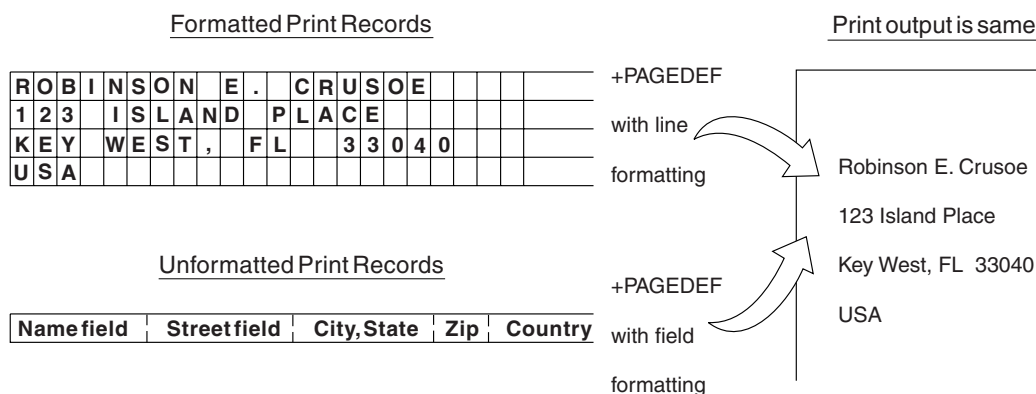 Formatted Print Records
ROBINSON E. CRUSOE
123 ISLAND PLACE
KEY WEST, FL 33040
USA
+PAGEDEF
with line
formatting
Unformatted Print Records
Name field Street field City, State Zip Country
+PAGEDEF
with field
formatting
Print output is same
Robinson E. Crusoe
123 Island Place
Key West, FL 33040
USA